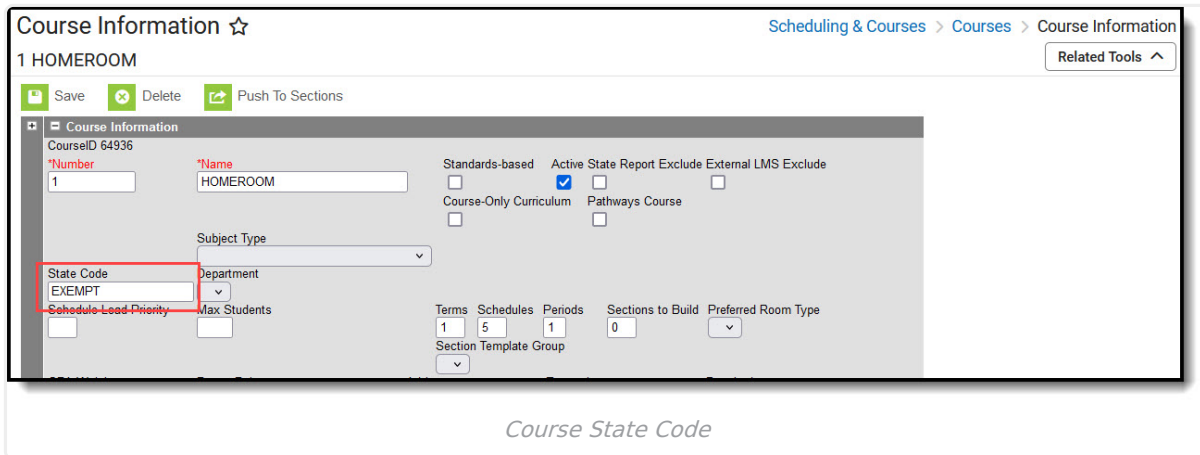 Course Information
Scheduling & Courses > Courses > Course Information
1 HOMEROOM
Related Tools
Save Delete Push To Sections
Course Information
CourseID 64936
*Number *Name Standards-based Active State Report Exclude External LMS Exclude
1 HOMEROOM
Course-Only Curriculum Pathways Course
Subject Type
State Code Department
EXEMPT
Schedule Load Priority Max Students Terms Schedules Periods Sections to Build Preferred Room Type
1 5 1 0
Section Template Group
Course State Code